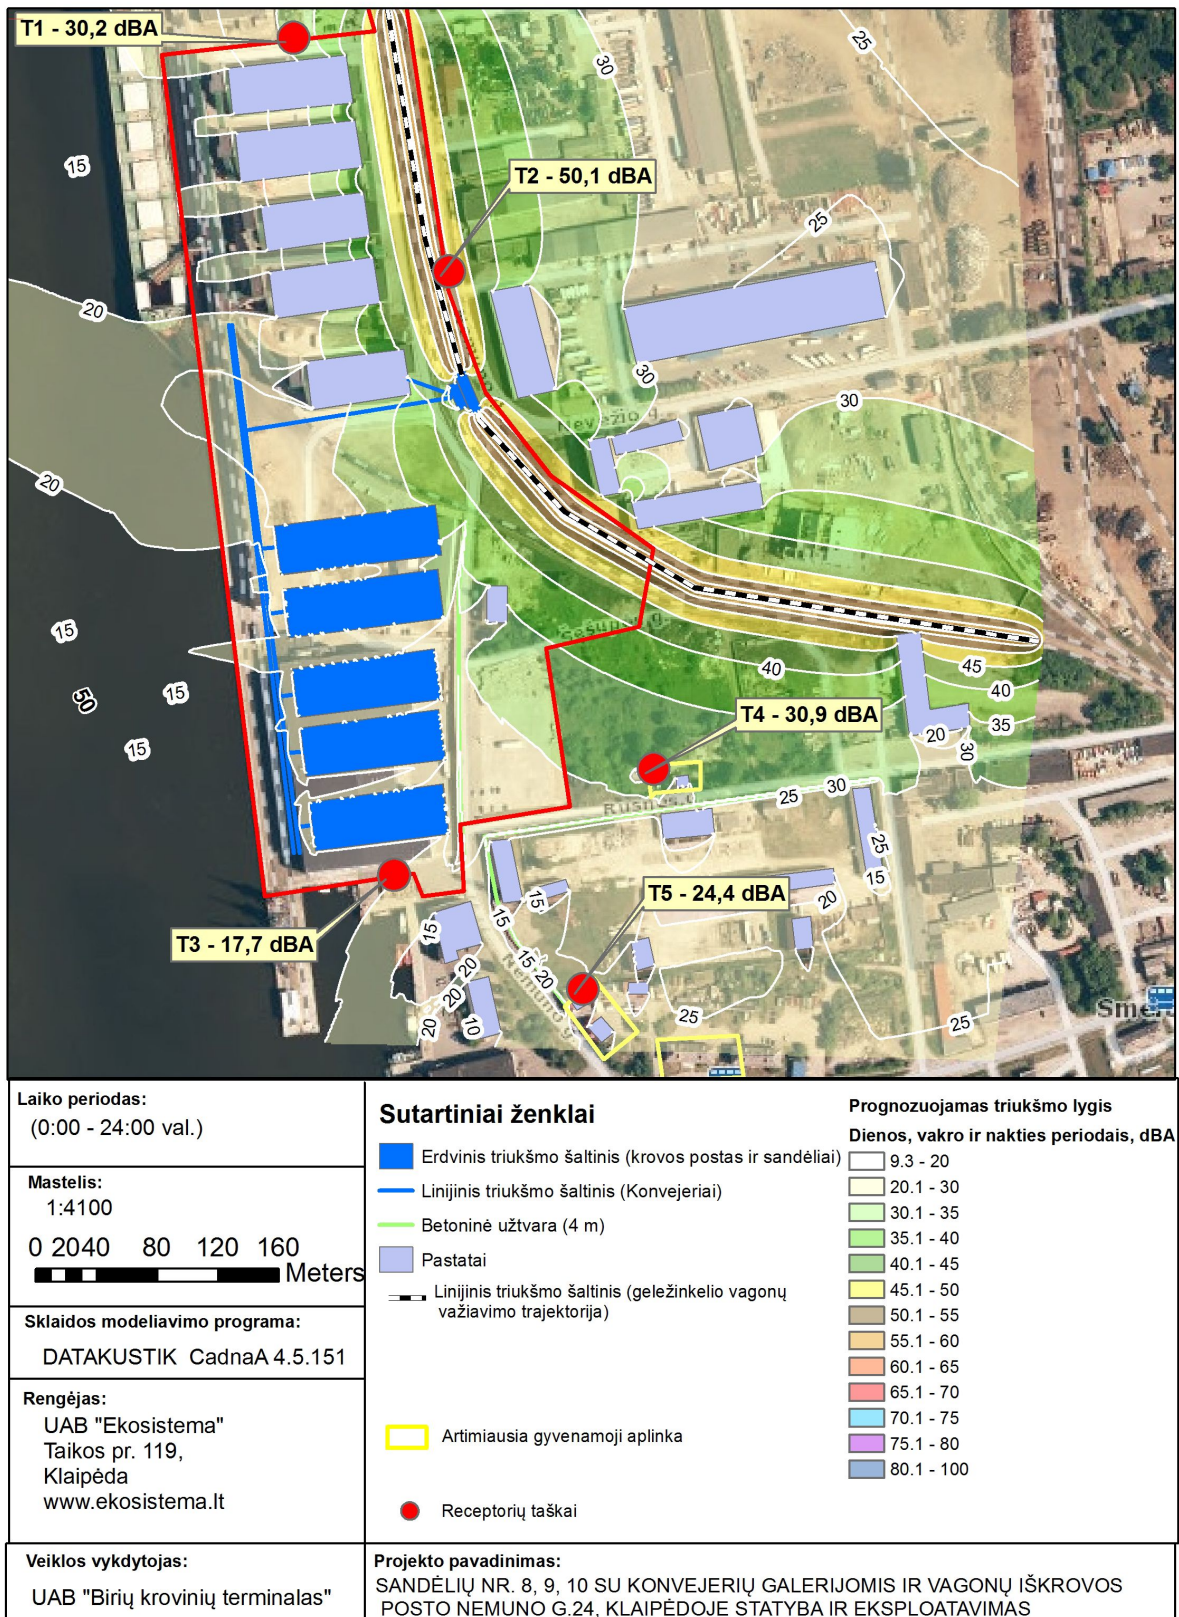 T1 - 30,2 dBA
25
30
15
T2 - 50,1 dBA
25
20
30
Nevėžio g.
30
20
15
Šešupės g.
15
50
40
45
40
T4 - 30,9 dBA
35
15
20
30
Rusnės g.
25
30
25
15
T5 - 24,4 dBA
20
15
15
T3 - 17,7 dBA
15
15
20
20
20
10
20
Nemuno g.
25
25
Laiko periodas:
(0:00 - 24:00 val.)
Mastelis:
1:4100
0 20 40 80 120 160
Meters
Sklaidos modeliavimo programa:
DATAKUSTIK CadnaA 4.5.151
Rengėjas:
UAB "Ekosistema"
Taikos pr. 119,
Klaipėda
www.ekosistema.lt
Veiklos vykdytojas:
UAB "Birių krovinių terminalas"
Sutartiniai ženklai
Erdvinis triukšmo šaltinis (krovos postas ir sandėliai)
Linijinis triukšmo šaltinis (Konvejeriai)
Betoninė užtvara (4 m)
Pastatai
Linijinis triukšmo šaltinis (geležinkelio vagonų
važiavimo trajektorija)
Artimiausia gyvenamoji aplinka
Receptorių taškai
Prognozuojamas triukšmo lygis
Dienos, vakro ir nakties periodais, dBA
9.3 - 20
20.1 - 30
30.1 - 35
35.1 - 40
40.1 - 45
45.1 - 50
50.1 - 55
55.1 - 60
60.1 - 65
65.1 - 70
70.1 - 75
75.1 - 80
80.1 - 100
Projekto pavadinimas:
SANDĖLIŲ NR. 8, 9, 10 SU KONVEJERIŲ GALERIJOMIS IR VAGONŲ IŠKROVOS
POSTO NEMUNO G.24, KLAIPĖDOJE STATYBA IR EKSPLOATAVIMAS